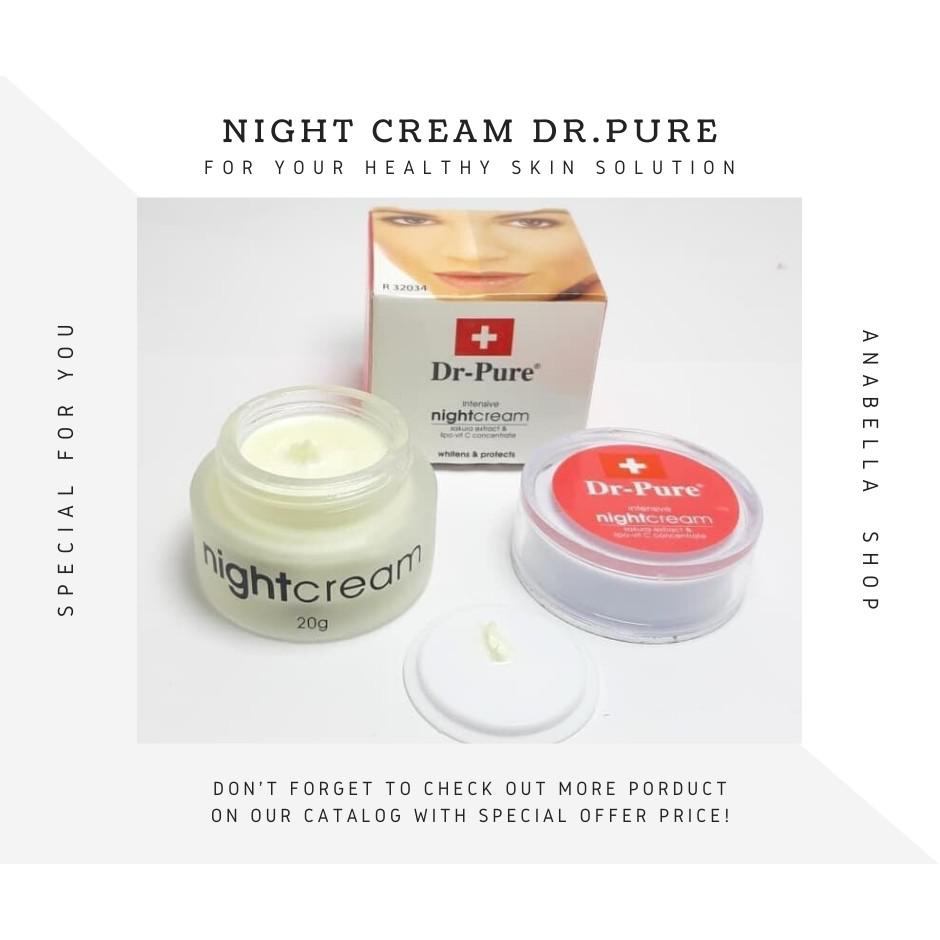 NIGHT CREAM DR.PURE
FOR YOUR HEALTHY SKIN SOLUTION
SPECIAL FOR YOU
R 32034
Dr-Pure®
intensive
nightcream
sakura extract &
lipo-vit C concentrate
whitens & protects
nightcream
20g
Dr-Pure®
intensive
nightcream
sakura extract &
lipo-vit C concentrate
ANABELLA SHOP
DON'T FORGET TO CHECK OUT MORE PORDUCT
ON OUR CATALOG WITH SPECIAL OFFER PRICE!